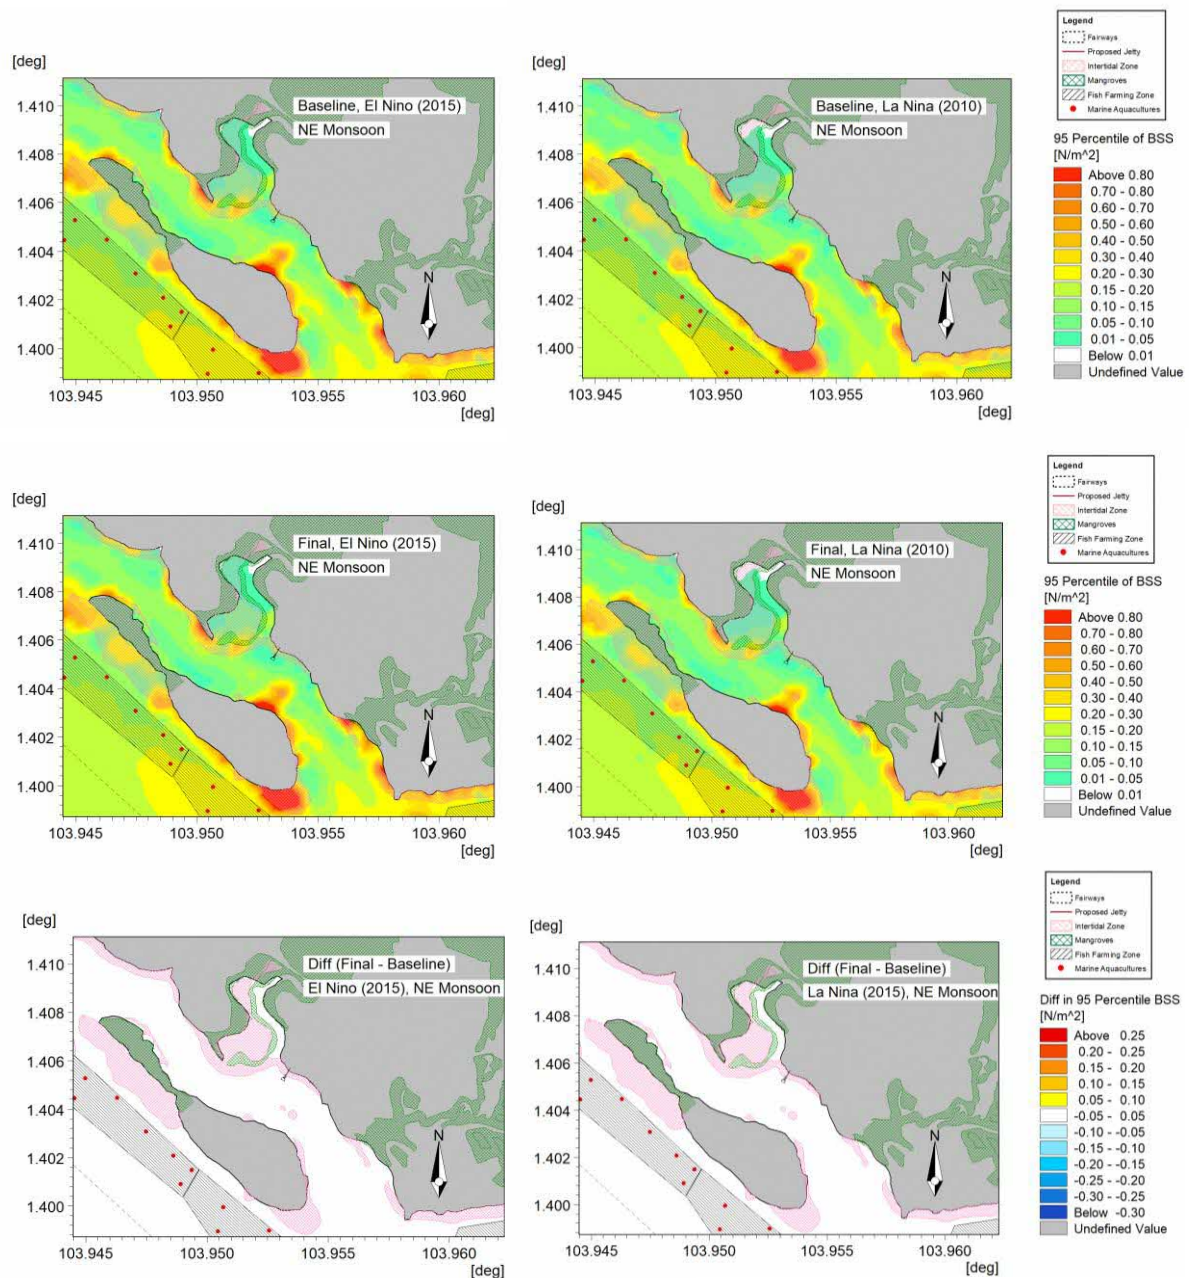 [deg]
1.410
1.408
1.406
1.404
1.402
1.400
Baseline, El Nino (2015)
NE Monsoon
N
103.945 103.950 103.955 103.960
[deg]
[deg]
1.410
1.408
1.406
1.404
1.402
1.400
Baseline, La Nina (2010)
NE Monsoon
N
103.945 103.950 103.955 103.960
[deg]
Legend
Fairways
Proposed Jetty
Intertidal Zone
Mangroves
Fish Farming Zone
Marine Aquacultures
95 Percentile of BSS
[N/m^2]
Above 0.80
0.70 - 0.80
0.60 - 0.70
0.50 - 0.60
0.40 - 0.50
0.30 - 0.40
0.20 - 0.30
0.15 - 0.20
0.10 - 0.15
0.05 - 0.10
0.01 - 0.05
Below 0.01
Undefined Value
[deg]
1.410
1.408
1.406
1.404
1.402
1.400
Final, El Nino (2015)
NE Monsoon
N
103.945 103.950 103.955 103.960
[deg]
[deg]
1.410
1.408
1.406
1.404
1.402
1.400
Final, La Nina (2010)
NE Monsoon
N
103.945 103.950 103.955 103.960
[deg]
Legend
Fairways
Proposed Jetty
Intertidal Zone
Mangroves
Fish Farming Zone
Marine Aquacultures
95 Percentile of BSS
[N/m^2]
Above 0.80
0.70 - 0.80
0.60 - 0.70
0.50 - 0.60
0.40 - 0.50
0.30 - 0.40
0.20 - 0.30
0.15 - 0.20
0.10 - 0.15
0.05 - 0.10
0.01 - 0.05
Below 0.01
Undefined Value
[deg]
1.410
1.408
1.406
1.404
1.402
1.400
Diff (Final - Baseline)
El Nino (2015), NE Monsoon
N
103.945 103.950 103.955 103.960
[deg]
[deg]
1.410
1.408
1.406
1.404
1.402
1.400
Diff (Final - Baseline)
La Nina (2015), NE Monsoon
N
103.945 103.950 103.955 103.960
[deg]
Legend
Fairways
Proposed Jetty
Intertidal Zone
Mangroves
Fish Farming Zone
Marine Aquacultures
Diff in 95 Percentile BSS
[N/m^2]
Above 0.25
0.20 - 0.25
0.15 - 0.20
0.10 - 0.15
0.05 - 0.10
-0.05 - 0.05
-0.10 - -0.05
-0.15 - -0.10
-0.20 - -0.15
-0.25 - -0.20
-0.30 - -0.25
Below -0.30
Undefined Value